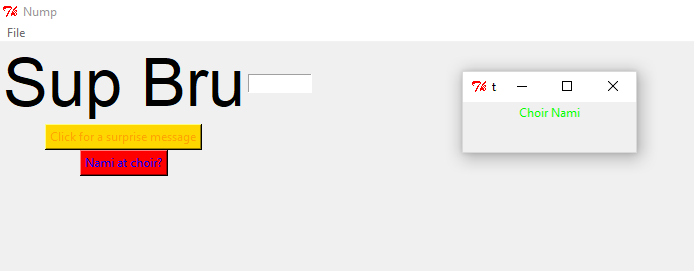 Nump
File
Sup Bru
Click for a surprise message.
Nami at choir?
t
Choir Nami